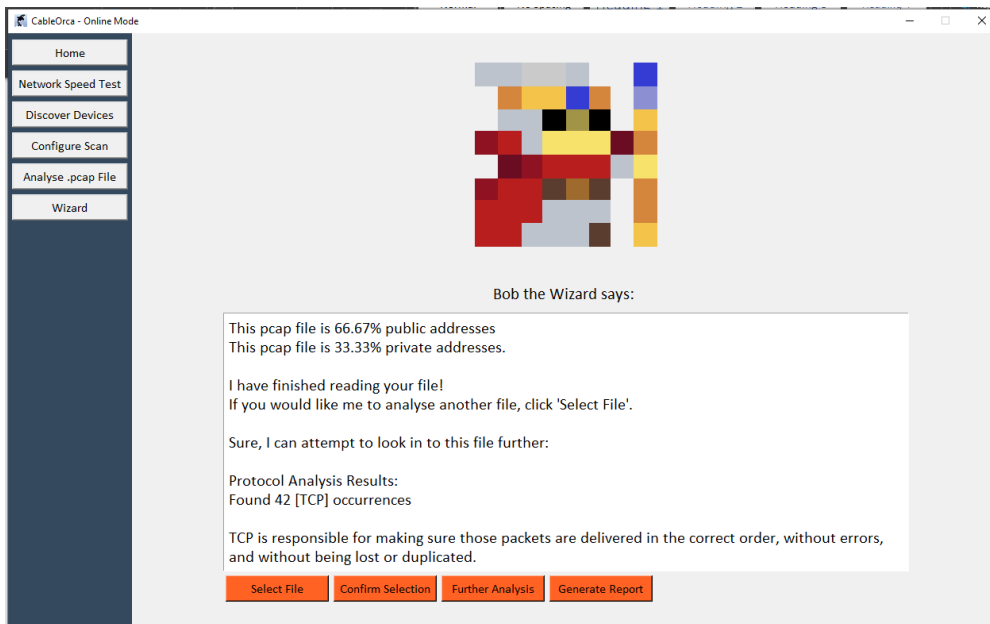 CableOrca - Online Mode
Home
Network Speed Test
Discover Devices
Configure Scan
Analyse .pcap File
Wizard
Bob the Wizard says:
This pcap file is 66.67% public addresses
This pcap file is 33.33% private addresses.
I have finished reading your file!
If you would like me to analyse another file, click 'Select File'.
Sure, I can attempt to look in to this file further:
Protocol Analysis Results:
Found 42 [TCP] occurrences
TCP is responsible for making sure those packets are delivered in the correct order, without errors,
and without being lost or duplicated.
Select File
Confirm Selection
Further Analysis
Generate Report